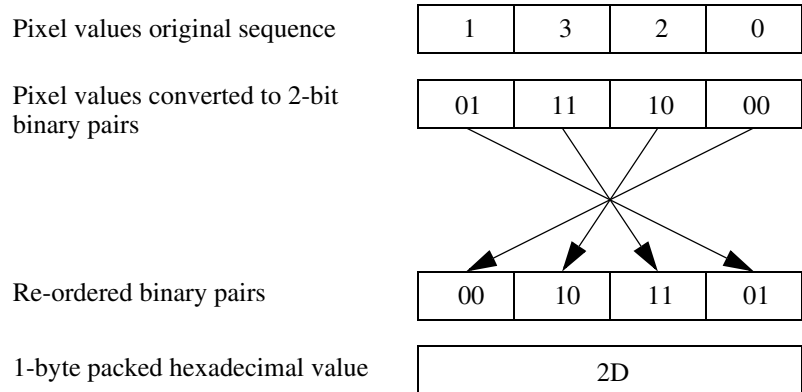 Pixel values original sequence 1 3 2 0
Pixel values converted to 2-bit
binary pairs 01 11 10 00
Re-ordered binary pairs 00 10 11 01
1-byte packed hexadecimal value 2D